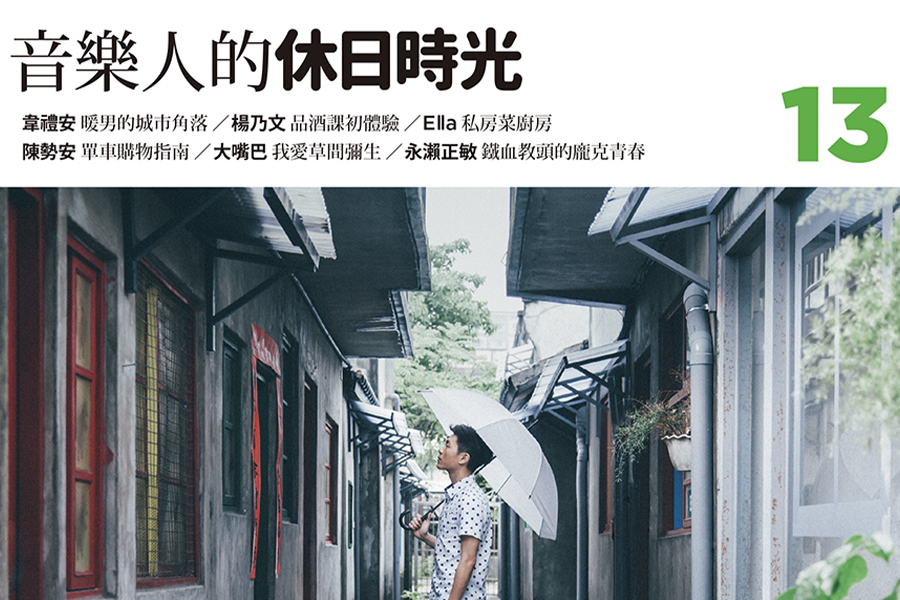 音樂人的休日時光
13
韋禮安 暖男的城市角落 ／楊乃文 品酒課初體驗 ／Ella 私房菜廚房
陳勢安 單車購物指南 ／大嘴巴 我愛草間彌生 ／永瀨正敏 鐵血教頭的龐克青春